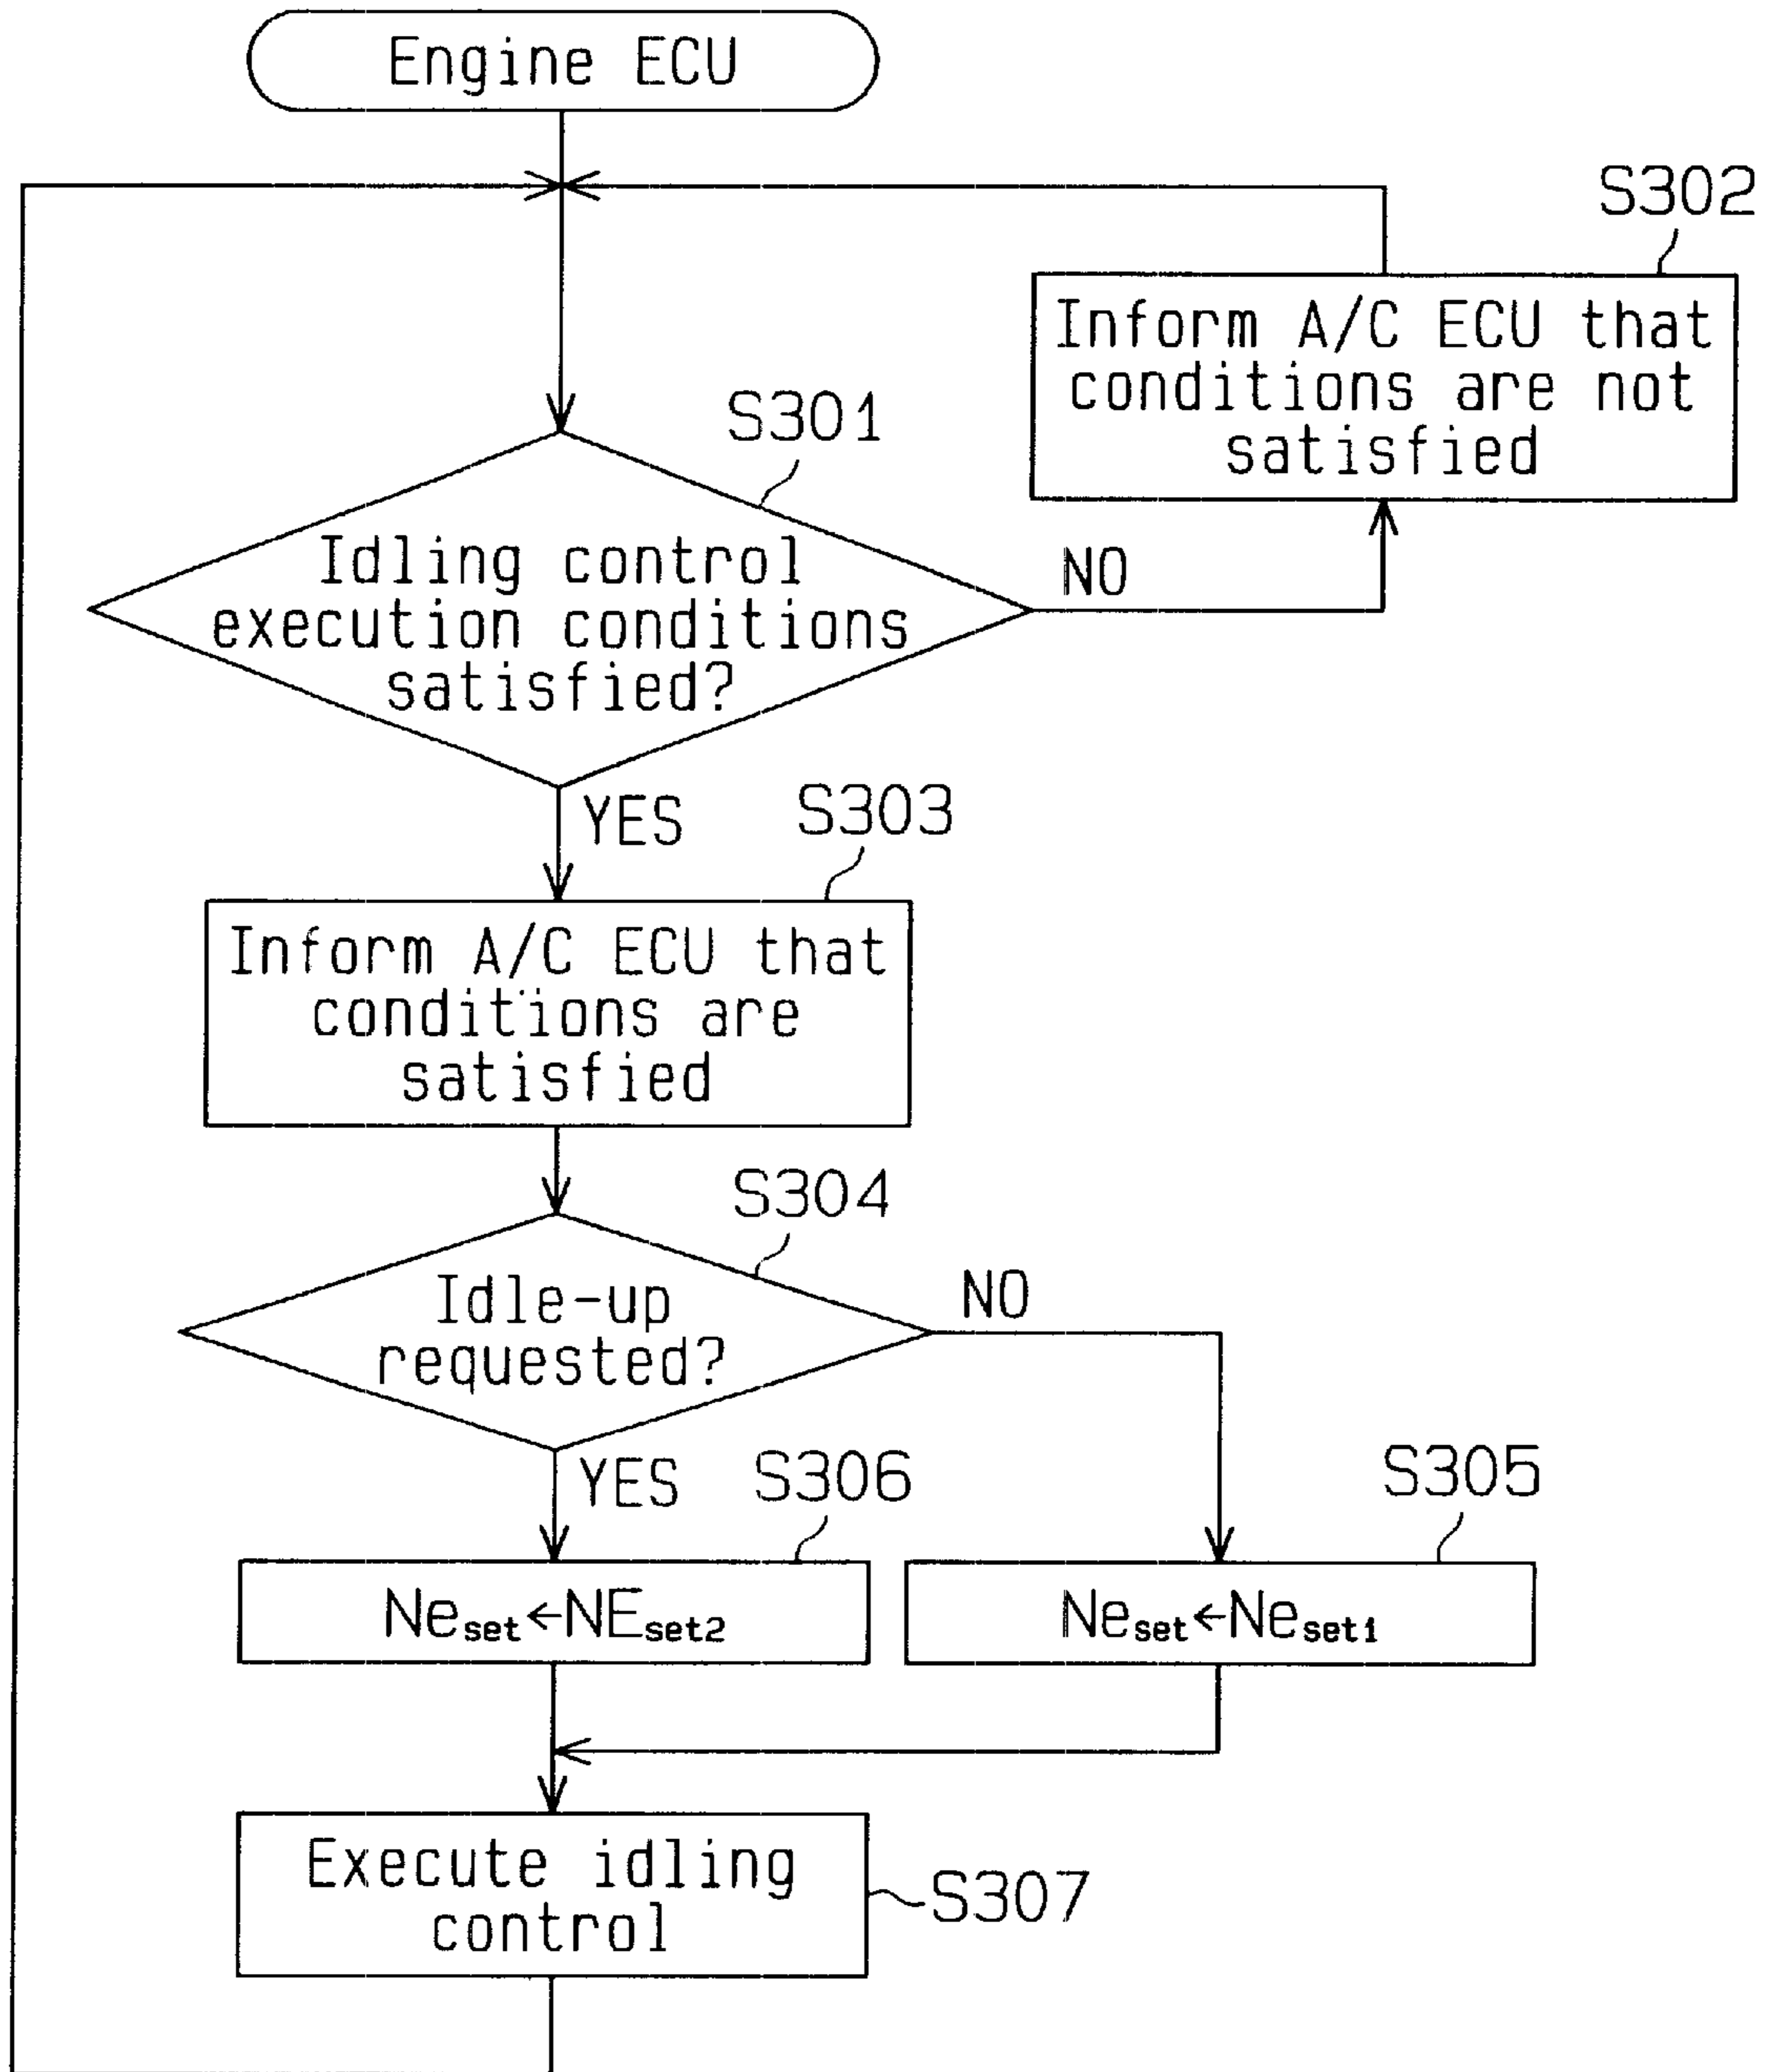 Engine ECU
S302
Inform A/C ECU that
conditions are not
satisfied
S301
Idling control
execution conditions
satisfied?
NO
YES
S303
Inform A/C ECU that
conditions are
satisfied
S304
Idle-up
requested?
NO
YES
S306
S305
Neset←NEset2
Neset←Neset1
Execute idling
control
S307